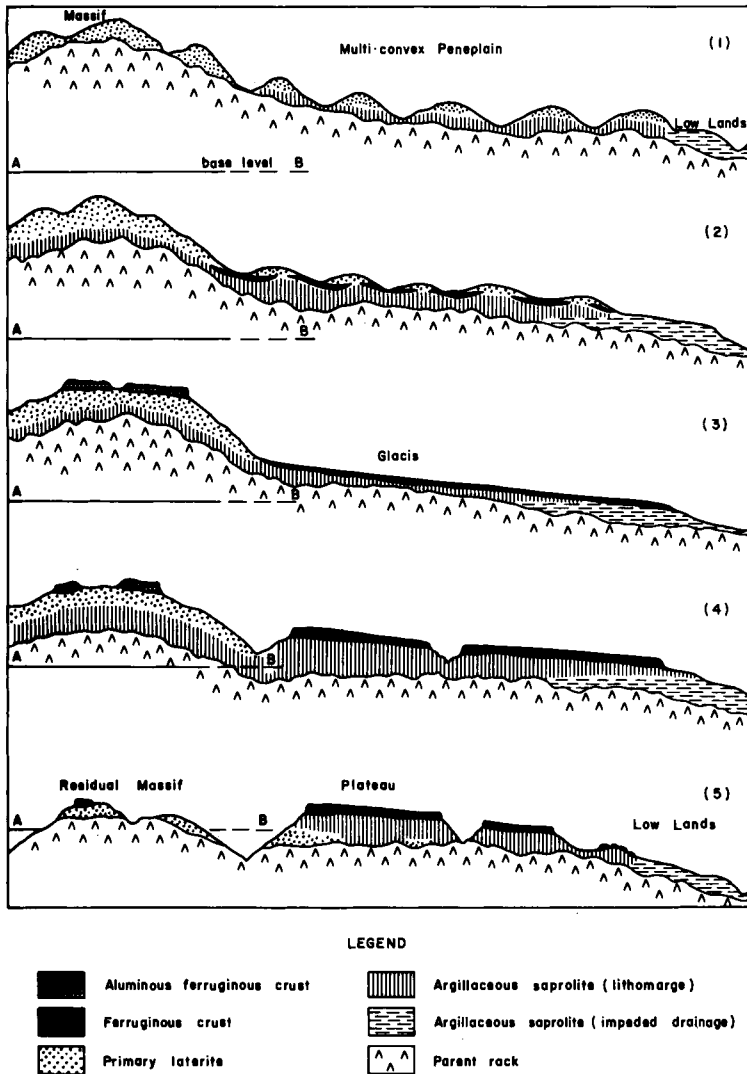 Massif
Multi-convex Peneplain
(1)
Low Lands
A base level B
(2)
A B
(3)
Glacis
A B
(4)
A B
Residual Massif Plateau
(5)
A B
Low Lands
LEGEND
Aluminous ferruginous crust
Argillaceous saprolite (lithomarge)
Ferruginous crust
Argillaceous saprolite (impeded drainage)
Primary laterite
Parent rack